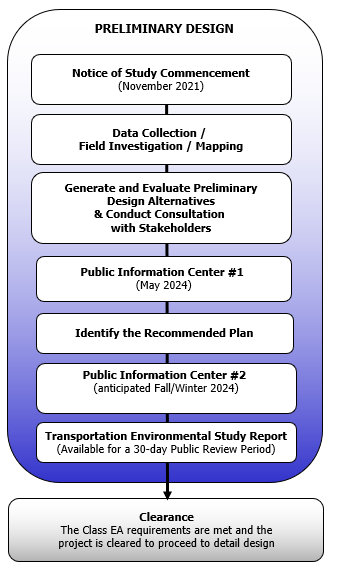 PRELIMINARY DESIGN
Notice of Study Commencement
(November 2021)
Data Collection /
Field Investigation / Mapping
Generate and Evaluate Preliminary
Design Alternatives
& Conduct Consultation
with Stakeholders
Public Information Center #1
(May 2024)
Identify the Recommended Plan
Public Information Center #2
(anticipated Fall/Winter 2024)
Transportation Environmental Study Report
(Available for a 30-day Public Review Period)
Clearance
The Class EA requirements are met and the
project is cleared to proceed to detail design